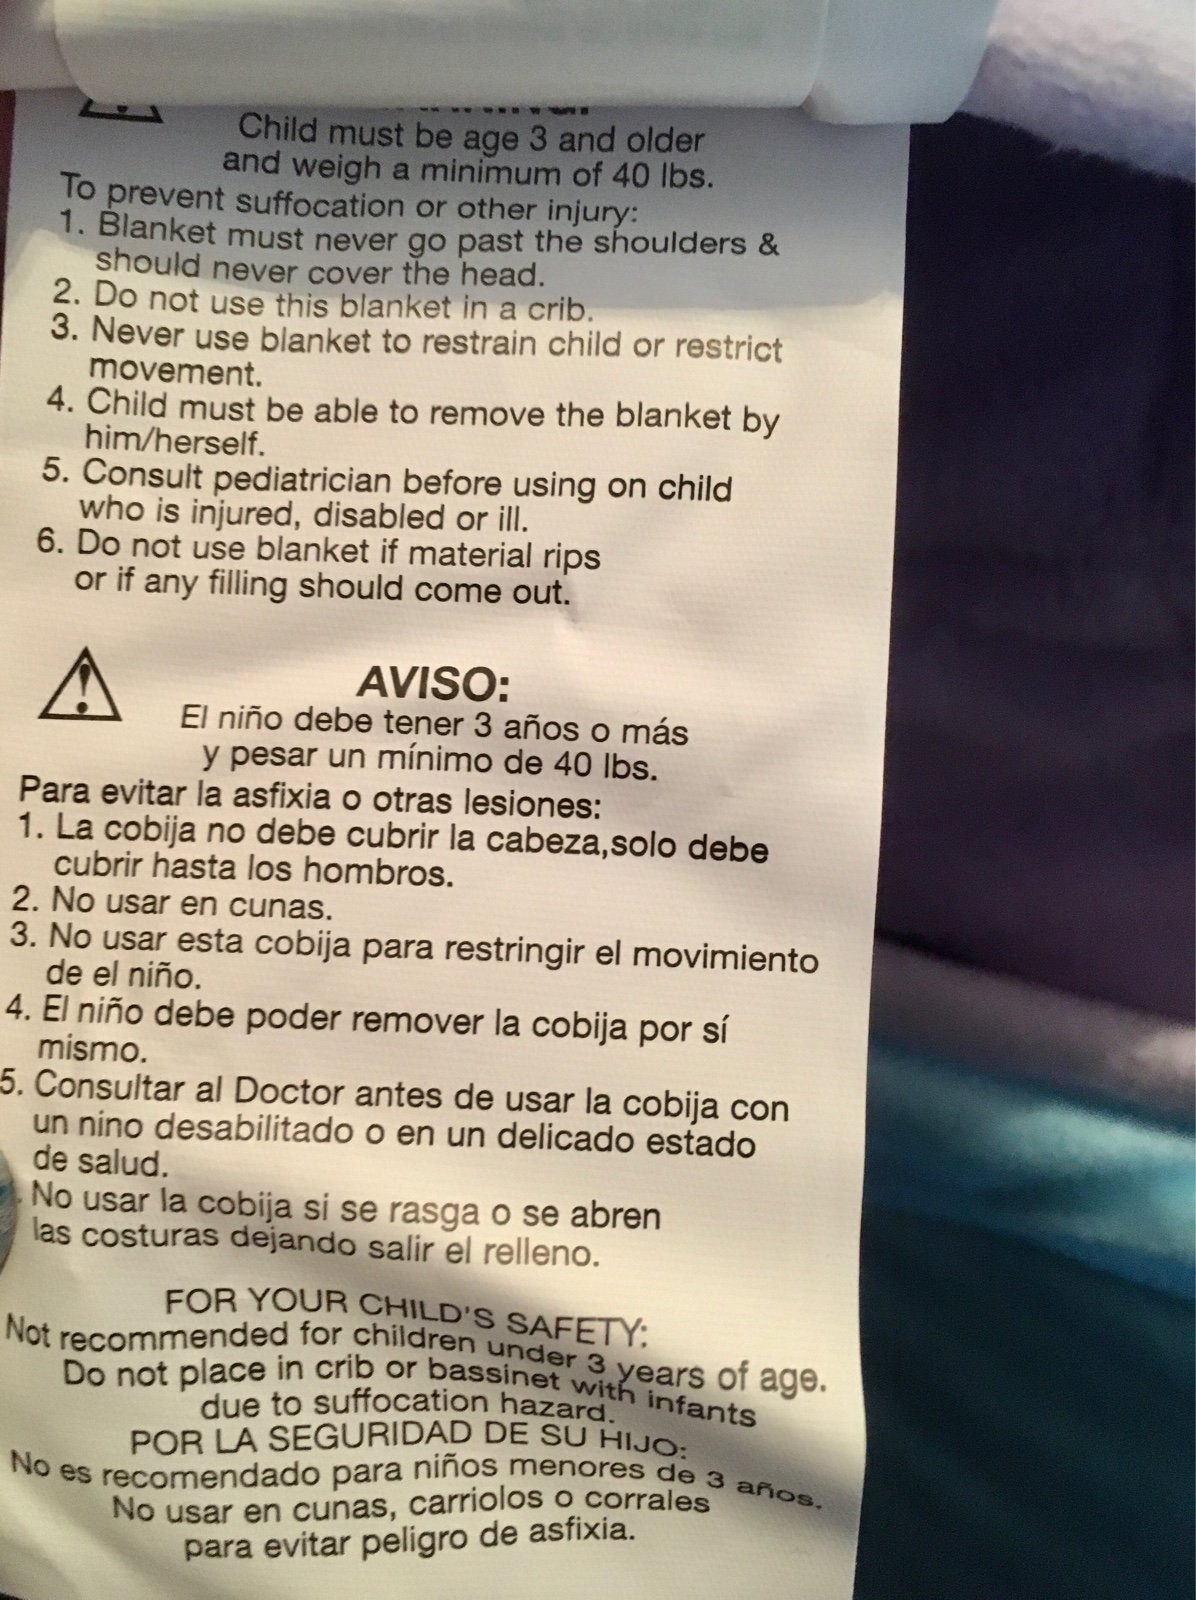 Child must be age 3 and older
and weigh a minimum of 40 lbs.
To prevent suffocation or other injury:
1. Blanket must never go past the shoulders &
should never cover the head.
2. Do not use this blanket in a crib.
3. Never use blanket to restrain child or restrict
movement.
4. Child must be able to remove the blanket by
him/herself.
5. Consult pediatrician before using on child
who is injured, disabled or ill.
6. Do not use blanket if material rips
or if any filling should come out.
AVISO:
El niño debe tener 3 años o más
y pesar un mínimo de 40 lbs.
Para evitar la asfixia o otras lesiones:
1. La cobija no debe cubrir la cabeza,solo debe
cubrir hasta los hombros.
2. No usar en cunas.
3. No usar esta cobija para restringir el movimiento
de el niño.
4. El niño debe poder remover la cobija por sí
mismo.
5. Consultar al Doctor antes de usar la cobija con
un nino desabilitado o en un delicado estado
de salud.
. No usar la cobija si se rasga o se abren
las costuras dejando salir el relleno.
FOR YOUR CHILD'S SAFETY:
Not recommended for children under 3 years of age.
Do not place in crib or bassinet with infants
due to suffocation hazard.
POR LA SEGURIDAD DE SU HIJO:
No es recomendado para niños menores de 3 años.
No usar en cunas, carriolos o corrales
para evitar peligro de asfixia.